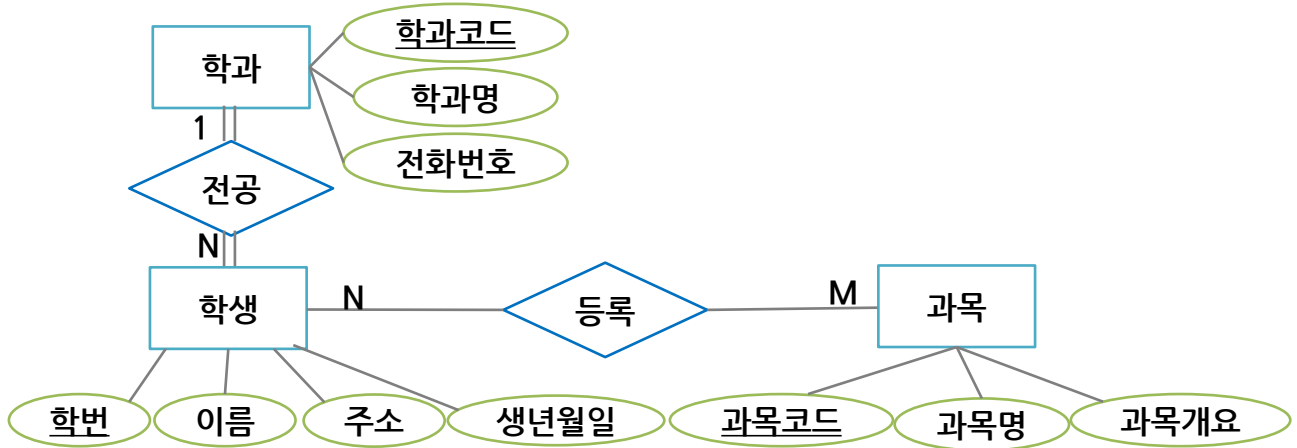 학과코드
학과
학과명
1
전화번호
전공
N
학생
N
등록
M
과목
학번
이름
주소
생년월일
과목코드
과목명
과목개요